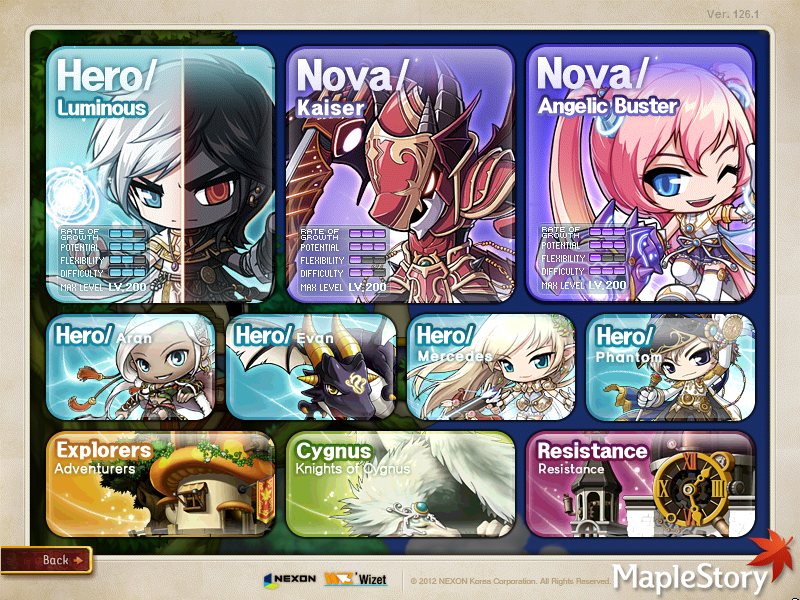 Ver. 126.1
Hero/
Luminous
RATE OF
GROWTH
POTENTIAL
FLEXIBILITY
DIFFICULTY
MAX LEVEL LV.200
Nova/
Kaiser
RATE OF
GROWTH
POTENTIAL
FLEXIBILITY
DIFFICULTY
MAX LEVEL LV.200
Nova/
Angelic Buster
RATE OF
GROWTH
POTENTIAL
FLEXIBILITY
DIFFICULTY
MAX LEVEL LV.200
Hero/ Aran
Hero/ Evan
Hero/
Mercedes
Hero/
Phantom
Explorers
Adventurers
Cygnus
Knights of Cygnus
Resistance
Resistance
Back
NEXON Wizet © 2012 NEXON Korea Corporation. All Rights Reserved. MapleStory